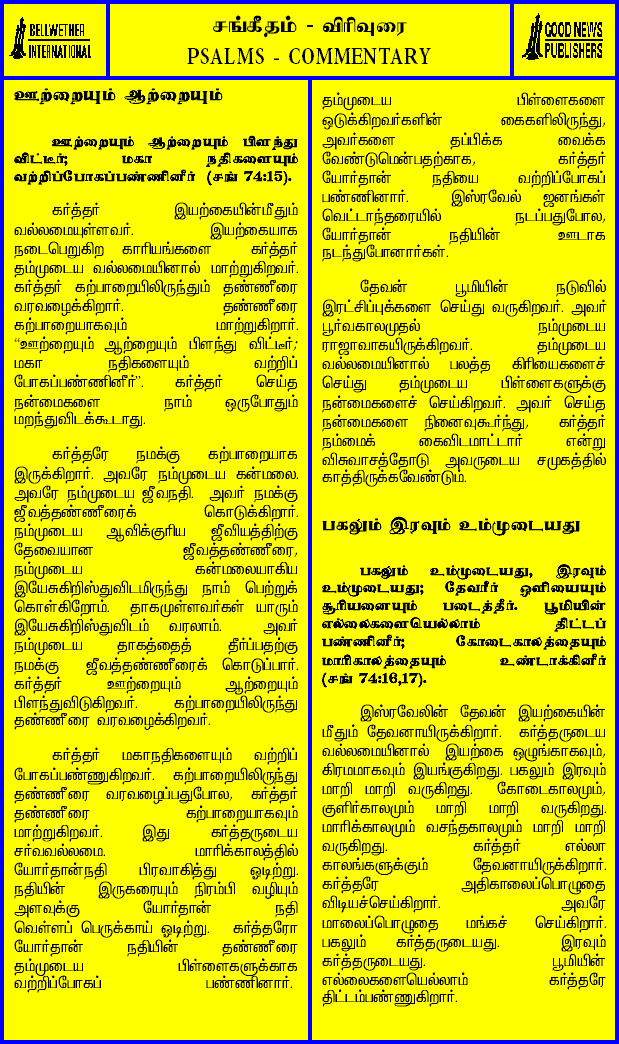 BELLWETHER
INTERNATIONAL
சங்கீதம் - விரிவுரை
PSALMS - COMMENTARY
GOOD NEWS
PUBLISHERS
ஊற்றையும் ஆற்றையும்
ஊற்றையும் ஆற்றையும் பிளந்து
விட்டீர்; மகா நதிகளையும்
வற்றிப்போகப்பண்ணினீர் (சங் 74:15).
கர்த்தர் இயற்கையின்மீதும்
வல்லமையுள்ளவர். இயற்கையாக
நடைபெறுகிற காரியங்களை கர்த்தர்
தம்முடைய வல்லமையினால் மாற்றுகிறவர்.
கர்த்தர் கற்பாறையிலிருந்தும் தண்ணீரை
வரவழைக்கிறார். தண்ணீரை
கற்பாறையாகவும் மாற்றுகிறார்.
“ஊற்றையும் ஆற்றையும் பிளந்து விட்டீர்;
மகா நதிகளையும் வற்றிப்
போகப்பண்ணினீர்”. கர்த்தர் செய்த
நன்மைகளை நாம் ஒருபோதும்
மறந்துவிடக்கூடாது.
கர்த்தரே நமக்கு கற்பாறையாக
இருக்கிறார். அவரே நம்முடைய கன்மலை.
அவரே நம்முடைய ஜீவநதி. அவர் நமக்கு
ஜீவத்தண்ணீரைக் கொடுக்கிறார்.
நம்முடைய ஆவிக்குரிய ஜீவியத்திற்கு
தேவையான ஜீவத்தண்ணீரை,
நம்முடைய கன்மலையாகிய
இயேசுகிறிஸ்துவிடமிருந்து நாம் பெற்றுக்
கொள்கிறோம். தாகமுள்ளவர்கள் யாரும்
இயேசுகிறிஸ்துவிடம் வரலாம். அவர்
நம்முடைய தாகத்தைத் தீர்ப்பதற்கு
நமக்கு ஜீவத்தண்ணீரைக் கொடுப்பார்.
கர்த்தர் ஊற்றையும் ஆற்றையும்
பிளந்துவிடுகிறவர். கற்பாறையிலிருந்து
தண்ணீரை வரவழைக்கிறவர்.
கர்த்தர் மகாநதிகளையும் வற்றிப்
போகப்பண்ணுகிறவர். கற்பாறையிலிருந்து
தண்ணீரை வரவழைப்பதுபோல, கர்த்தர்
தண்ணீரை கற்பாறையாகவும்
மாற்றுகிறவர். இது கர்த்தருடைய
சர்வவல்லமை. மாரிக்காலத்தில்
யோர்தான்நதி பிரவாகித்து ஓடிற்று.
நதியின் இருகரையும் நிரம்பி வழியும்
அளவுக்கு யோர்தான் நதி
வெள்ளப் பெருக்காய் ஓடிற்று. கர்த்தரோ
யோர்தான் நதியின் தண்ணீரை
தம்முடைய பிள்ளைகளுக்காக
வற்றிப்போகப் பண்ணினார்.
தம்முடைய பிள்ளைகளை
ஒடுக்கிறவர்களின் கைகளிலிருந்து,
அவர்களை தப்பிக்க வைக்க
வேண்டுமென்பதற்காக, கர்த்தர்
யோர்தான் நதியை வற்றிப்போகப்
பண்ணினார். இஸ்ரவேல் ஜனங்கள்
வெட்டாந்தரையில் நடப்பதுபோல,
யோர்தான் நதியின் ஊடாக
நடந்துபோனார்கள்.
தேவன் பூமியின் நடுவில்
இரட்சிப்புக்களை செய்து வருகிறவர். அவர்
பூர்வகாலமுதல் நம்முடைய
ராஜாவாகயிருக்கிறவர். தம்முடைய
வல்லமையினால் பலத்த கிரியைகளைச்
செய்து தம்முடைய பிள்ளைகளுக்கு
நன்மைகளைச் செய்கிறவர். அவர் செய்த
நன்மைகளை நினைவுகூர்ந்து, கர்த்தர்
நம்மைக் கைவிடமாட்டார் என்று
விசுவாசத்தோடு அவருடைய சமுகத்தில்
காத்திருக்கவேண்டும்.
பகலும் இரவும் உம்முடையது
பகலும் உம்முடையது, இரவும்
உம்முடையது; தேவரீர் ஒளியையும்
சூரியனையும் படைத்தீர். பூமியின்
எல்லைகளையெல்லாம் திட்டப்
பண்ணினீர்; கோடைகாலத்தையும்
மாரிகாலத்தையும் உண்டாக்கினீர்
(சங் 74:16,17).
இஸ்ரவேலின் தேவன் இயற்கையின்
மீதும் தேவனாயிருக்கிறார். கர்த்தருடைய
வல்லமையினால் இயற்கை ஒழுங்காகவும்,
கிரமமாகவும் இயங்குகிறது. பகலும் இரவும்
மாறி மாறி வருகிறது. கோடைகாலமும்,
குளிர்காலமும் மாறி மாறி வருகிறது.
மாரிக்காலமும் வசந்தகாலமும் மாறி மாறி
வருகிறது. கர்த்தர் எல்லா
காலங்களுக்கும் தேவனாயிருக்கிறார்.
கர்த்தரே அதிகாலைப்பொழுதை
விடியச்செய்கிறார். அவரே
மாலைப்பொழுதை மங்கச் செய்கிறார்.
பகலும் கர்த்தருடையது. இரவும்
கர்த்தருடையது. பூமியின்
எல்லைகளையெல்லாம் கர்த்தரே
திட்டம்பண்ணுகிறார்.